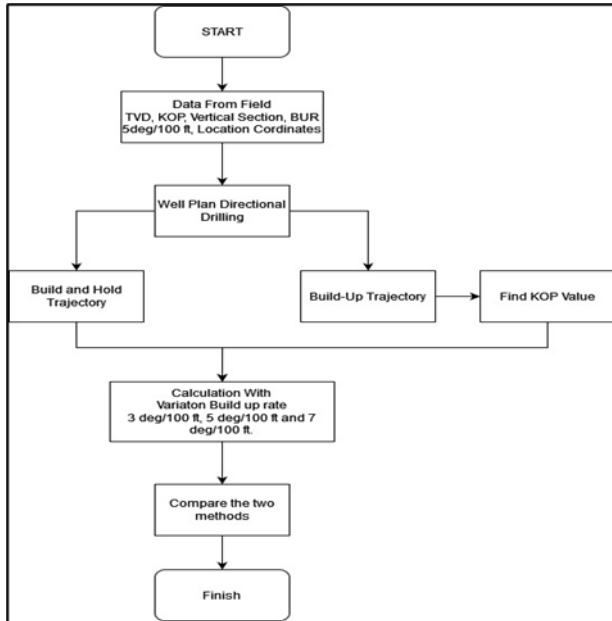 START
Data From Field
TVD, KOP, Vertical Section, BUR
5deg/100 ft, Location Cordinates
Well Plan Directional
Drilling
Build and Hold
Trajectory
Build-Up Trajectory
Find KOP Value
Calculation With
Variaton Build up rate
3 deg/100 ft, 5 deg/100 ft and 7
deg/100 ft.
Compare the two
methods
Finish